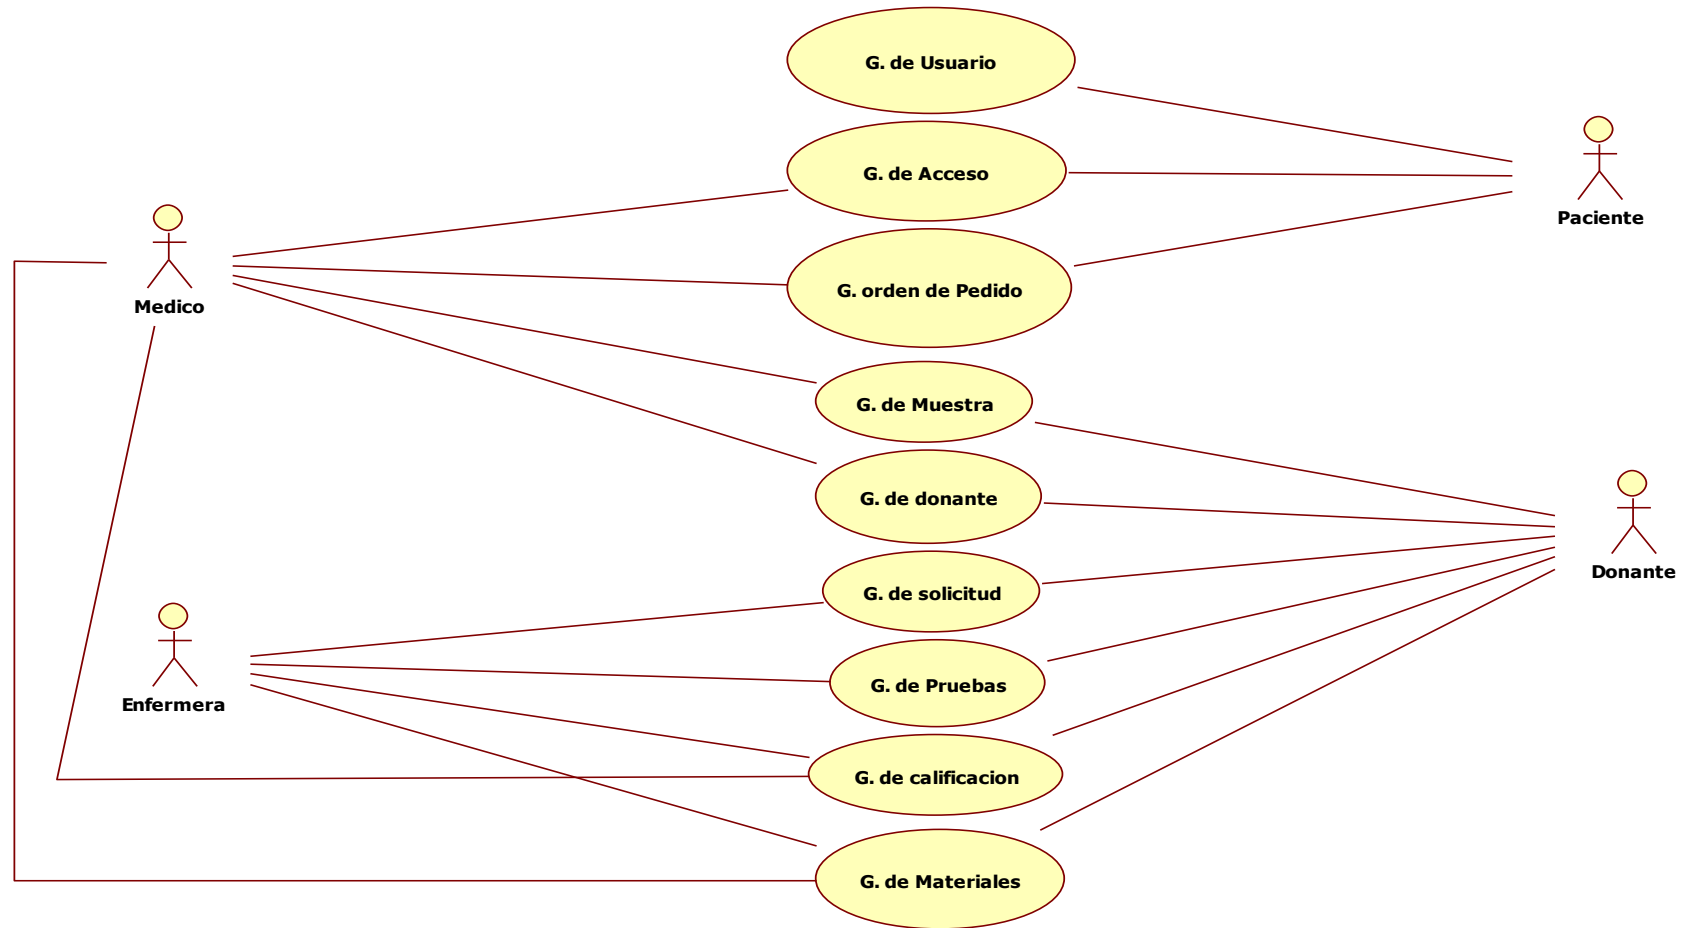 G. de Usuario
G. de Acceso
Paciente
Medico
G. orden de Pedido
G. de Muestra
G. de donante
Donante
G. de solicitud
G. de Pruebas
Enfermera
G. de calificacion
G. de Materiales